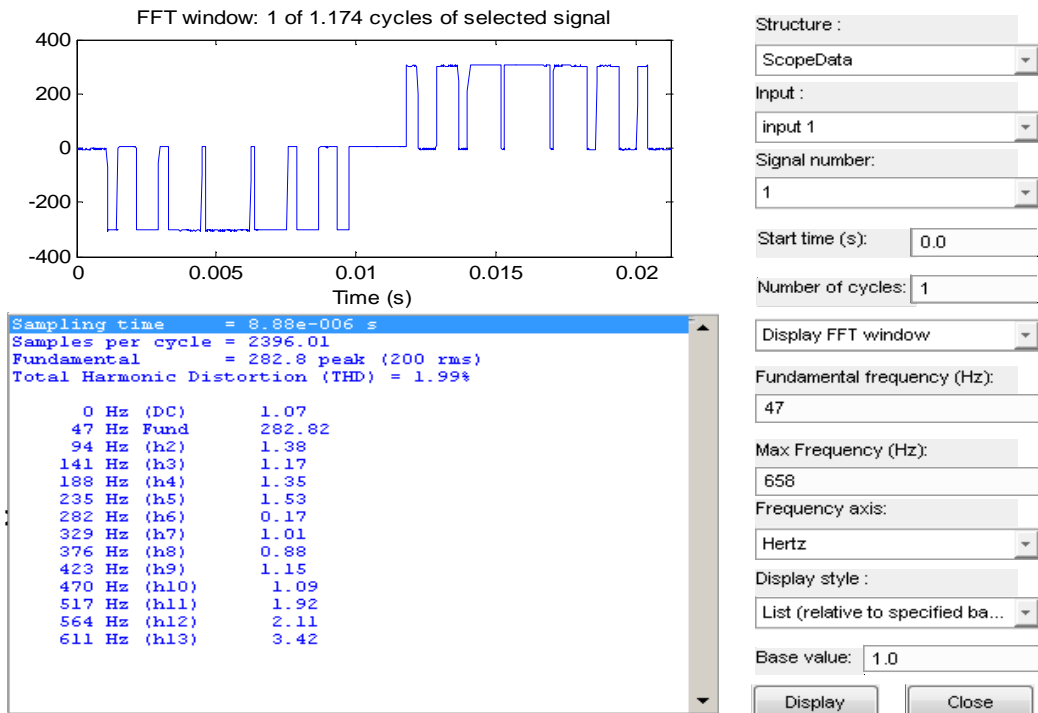 FFT window: 1 of 1.174 cycles of selected signal
400
200
0
-200
-400
0
0.005
0.01
0.015
0.02
Time (s)
Sampling time = 8.88e-006 s
Samples per cycle = 2396.01
Fundamental = 282.8 peak (200 rms)
Total Harmonic Distortion (THD) = 1.99%
0 Hz (DC) 1.07
47 Hz Fund 282.82
94 Hz (h2) 1.38
141 Hz (h3) 1.17
188 Hz (h4) 1.35
235 Hz (h5) 1.53
282 Hz (h6) 0.17
329 Hz (h7) 1.01
376 Hz (h8) 0.88
423 Hz (h9) 1.15
470 Hz (h10) 1.09
517 Hz (h11) 1.92
564 Hz (h12) 2.11
611 Hz (h13) 3.42
Structure :
ScopeData
Input :
input 1
Signal number:
1
Start time (s): 0.0
Number of cycles: 1
Display FFT window
Fundamental frequency (Hz):
47
Max Frequency (Hz):
658
Frequency axis:
Hertz
Display style :
List (relative to specified ba...
Base value: 1.0
Display
Close